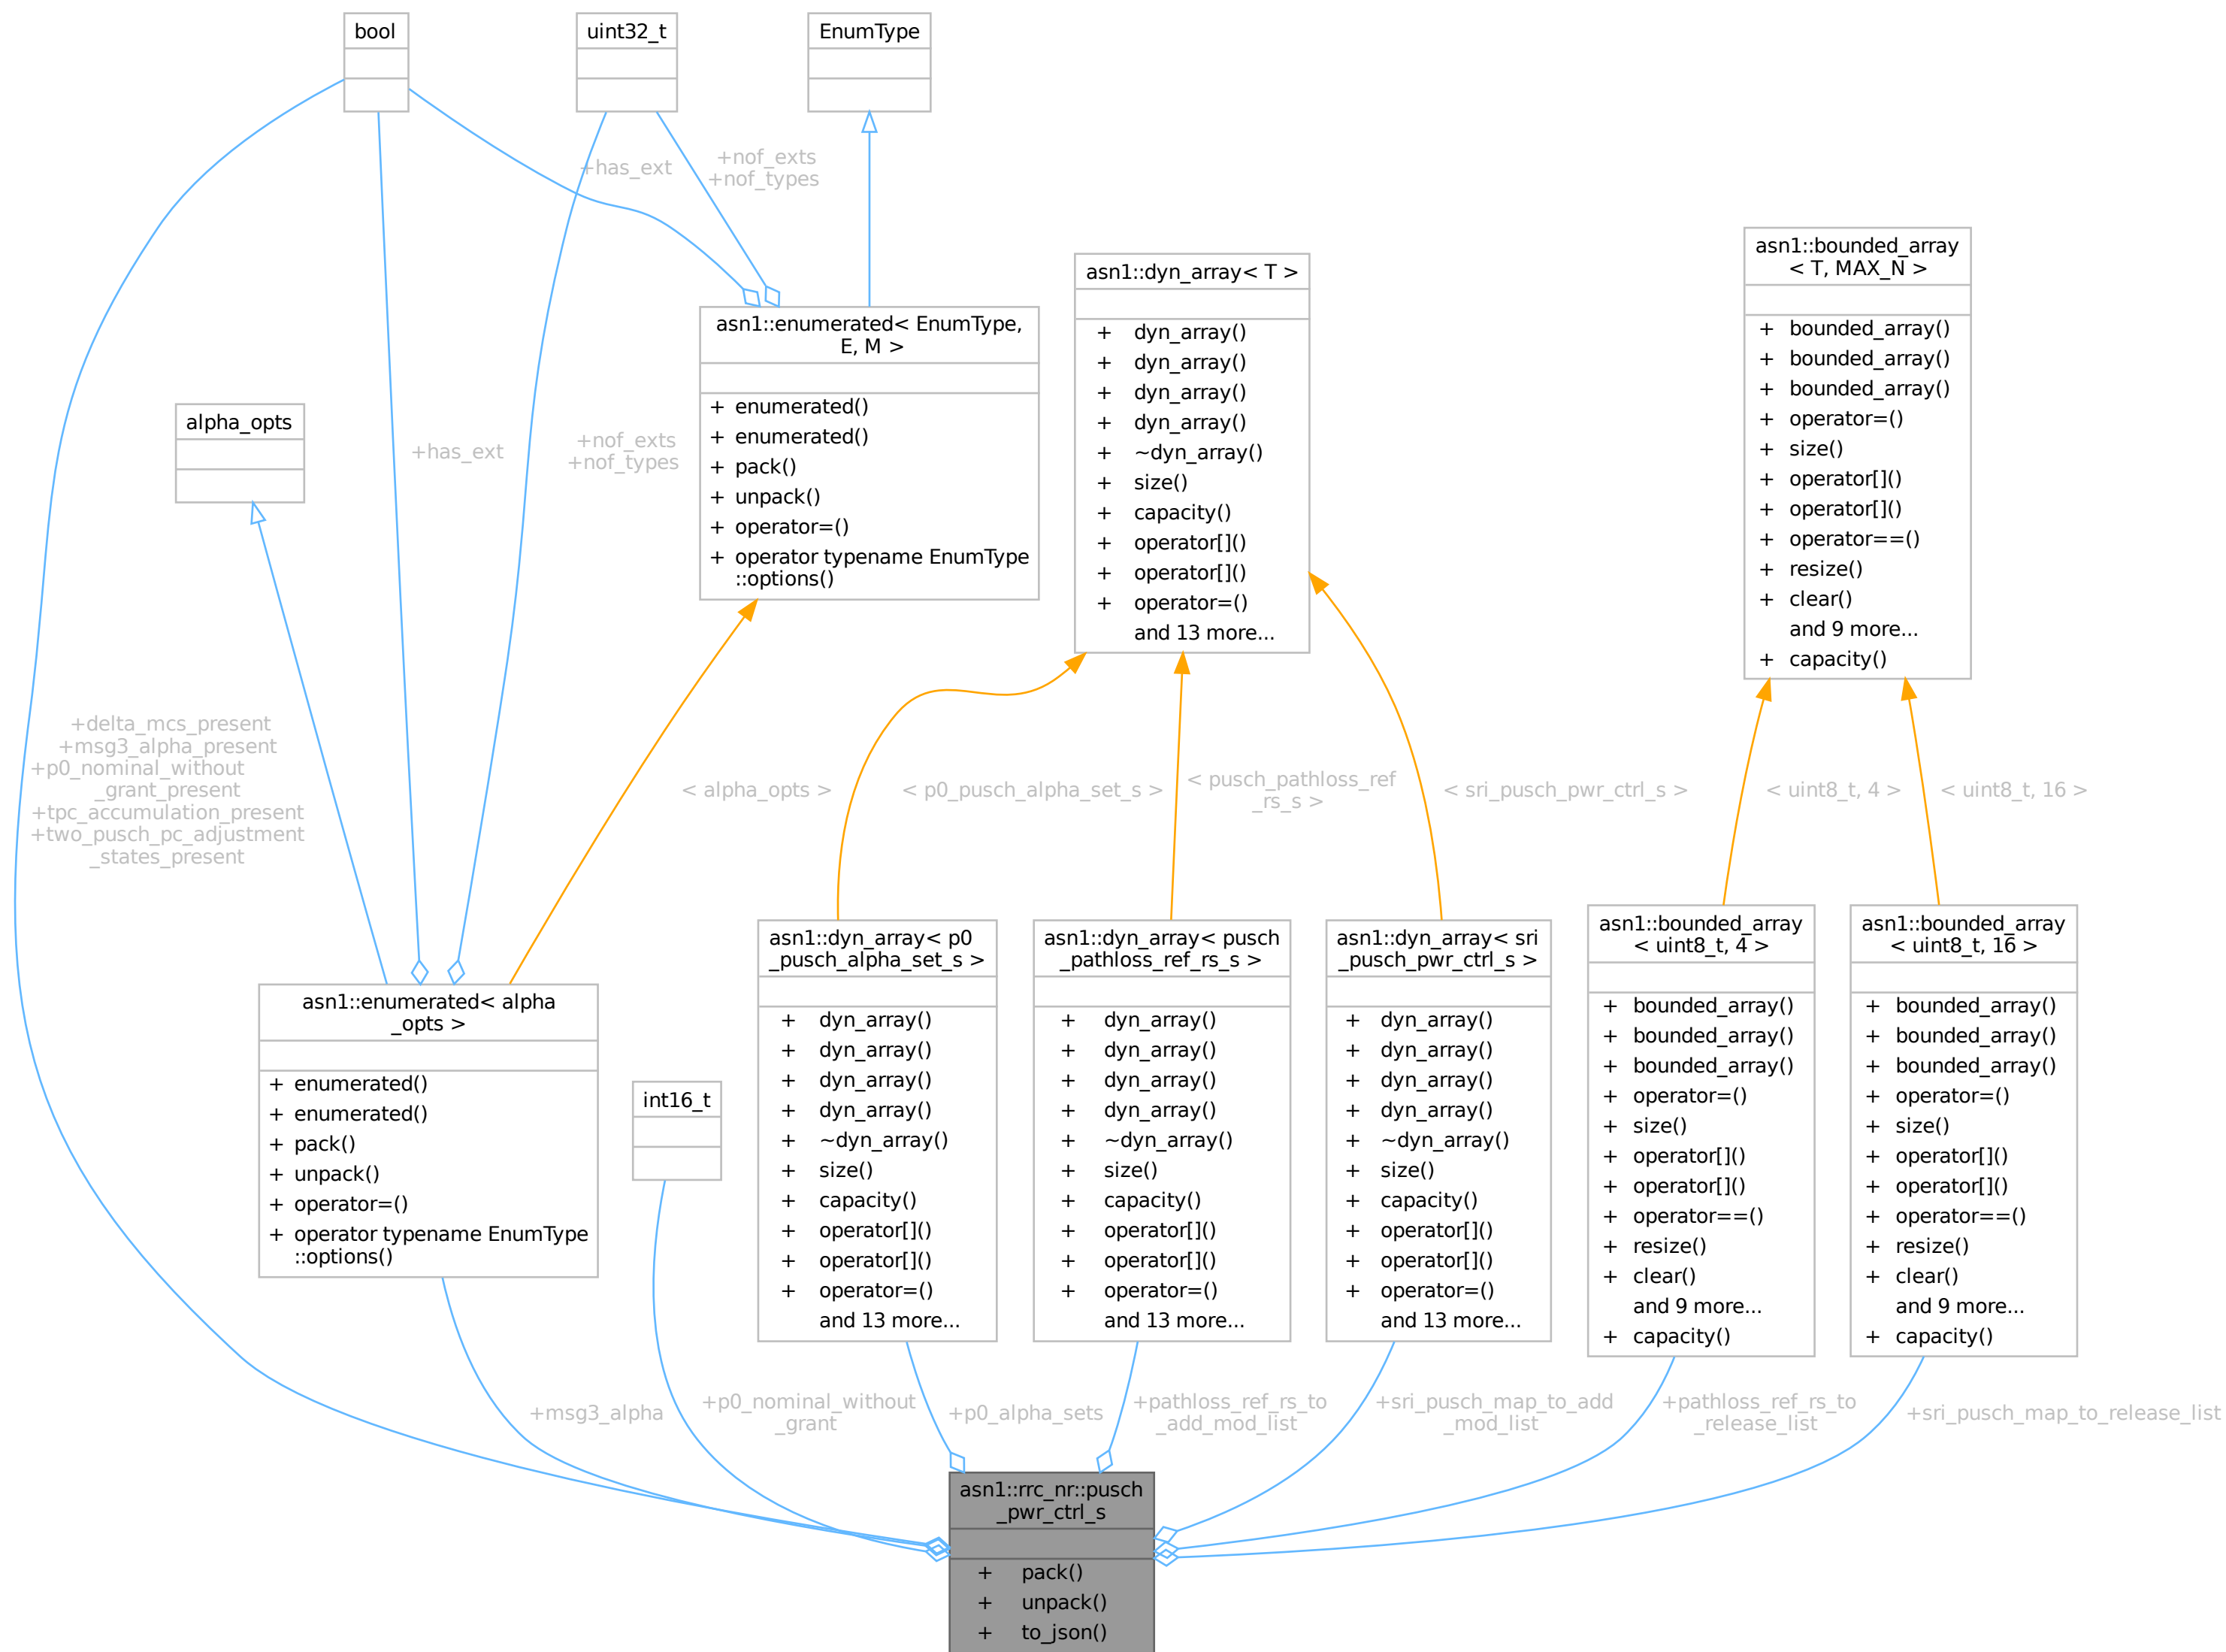 bool
uint32_t
EnumType
+has_ext
+nof_exts
+nof_types
asn1::bounded_array
< T, MAX_N >
+ bounded_array()
+ bounded_array()
+ bounded_array()
+ operator=()
+ size()
+ operator[]()
+ operator[]()
+ operator==()
+ resize()
+ clear()
and 9 more...
+ capacity()
asn1::dyn_array< T >
+ dyn_array()
+ dyn_array()
+ dyn_array()
+ dyn_array()
+ ~dyn_array()
+ size()
+ capacity()
+ operator[]()
+ operator[]()
+ operator=()
and 13 more...
asn1::enumerated< EnumType,
E, M >
+ enumerated()
+ enumerated()
+ pack()
+ unpack()
+ operator=()
+ operator typename EnumType
::options()
alpha_opts
+has_ext
+nof_exts
+nof_types
+delta_mcs_present
+msg3_alpha_present
+p0_nominal_without
_grant_present
+tpc_accumulation_present
+two_pusch_pc_adjustment
_states_present
< alpha_opts >
< p0_pusch_alpha_set_s >
< pusch_pathloss_ref
_rs_s >
< sri_pusch_pwr_ctrl_s >
< uint8_t, 4 >
< uint8_t, 16 >
asn1::enumerated< alpha
_opts >
+ enumerated()
+ enumerated()
+ pack()
+ unpack()
+ operator=()
+ operator typename EnumType
::options()
int16_t
asn1::dyn_array< p0
_pusch_alpha_set_s >
+ dyn_array()
+ dyn_array()
+ dyn_array()
+ dyn_array()
+ ~dyn_array()
+ size()
+ capacity()
+ operator[]()
+ operator[]()
+ operator=()
and 13 more...
asn1::dyn_array< pusch
_pathloss_ref_rs_s >
+ dyn_array()
+ dyn_array()
+ dyn_array()
+ dyn_array()
+ ~dyn_array()
+ size()
+ capacity()
+ operator[]()
+ operator[]()
+ operator=()
and 13 more...
asn1::dyn_array< sri
_pusch_pwr_ctrl_s >
+ dyn_array()
+ dyn_array()
+ dyn_array()
+ dyn_array()
+ ~dyn_array()
+ size()
+ capacity()
+ operator[]()
+ operator[]()
+ operator=()
and 13 more...
asn1::bounded_array
< uint8_t, 4 >
+ bounded_array()
+ bounded_array()
+ bounded_array()
+ operator=()
+ size()
+ operator[]()
+ operator[]()
+ operator==()
+ resize()
+ clear()
and 9 more...
+ capacity()
asn1::bounded_array
< uint8_t, 16 >
+ bounded_array()
+ bounded_array()
+ bounded_array()
+ operator=()
+ size()
+ operator[]()
+ operator[]()
+ operator==()
+ resize()
+ clear()
and 9 more...
+ capacity()
+msg3_alpha
+p0_nominal_without
_grant
+p0_alpha_sets
+pathloss_ref_rs_to
_add_mod_list
+sri_pusch_map_to_add
_mod_list
+pathloss_ref_rs_to
_release_list
+sri_pusch_map_to_release_list
asn1::rrc_nr::pusch
_pwr_ctrl_s
+ pack()
+ unpack()
+ to_json()